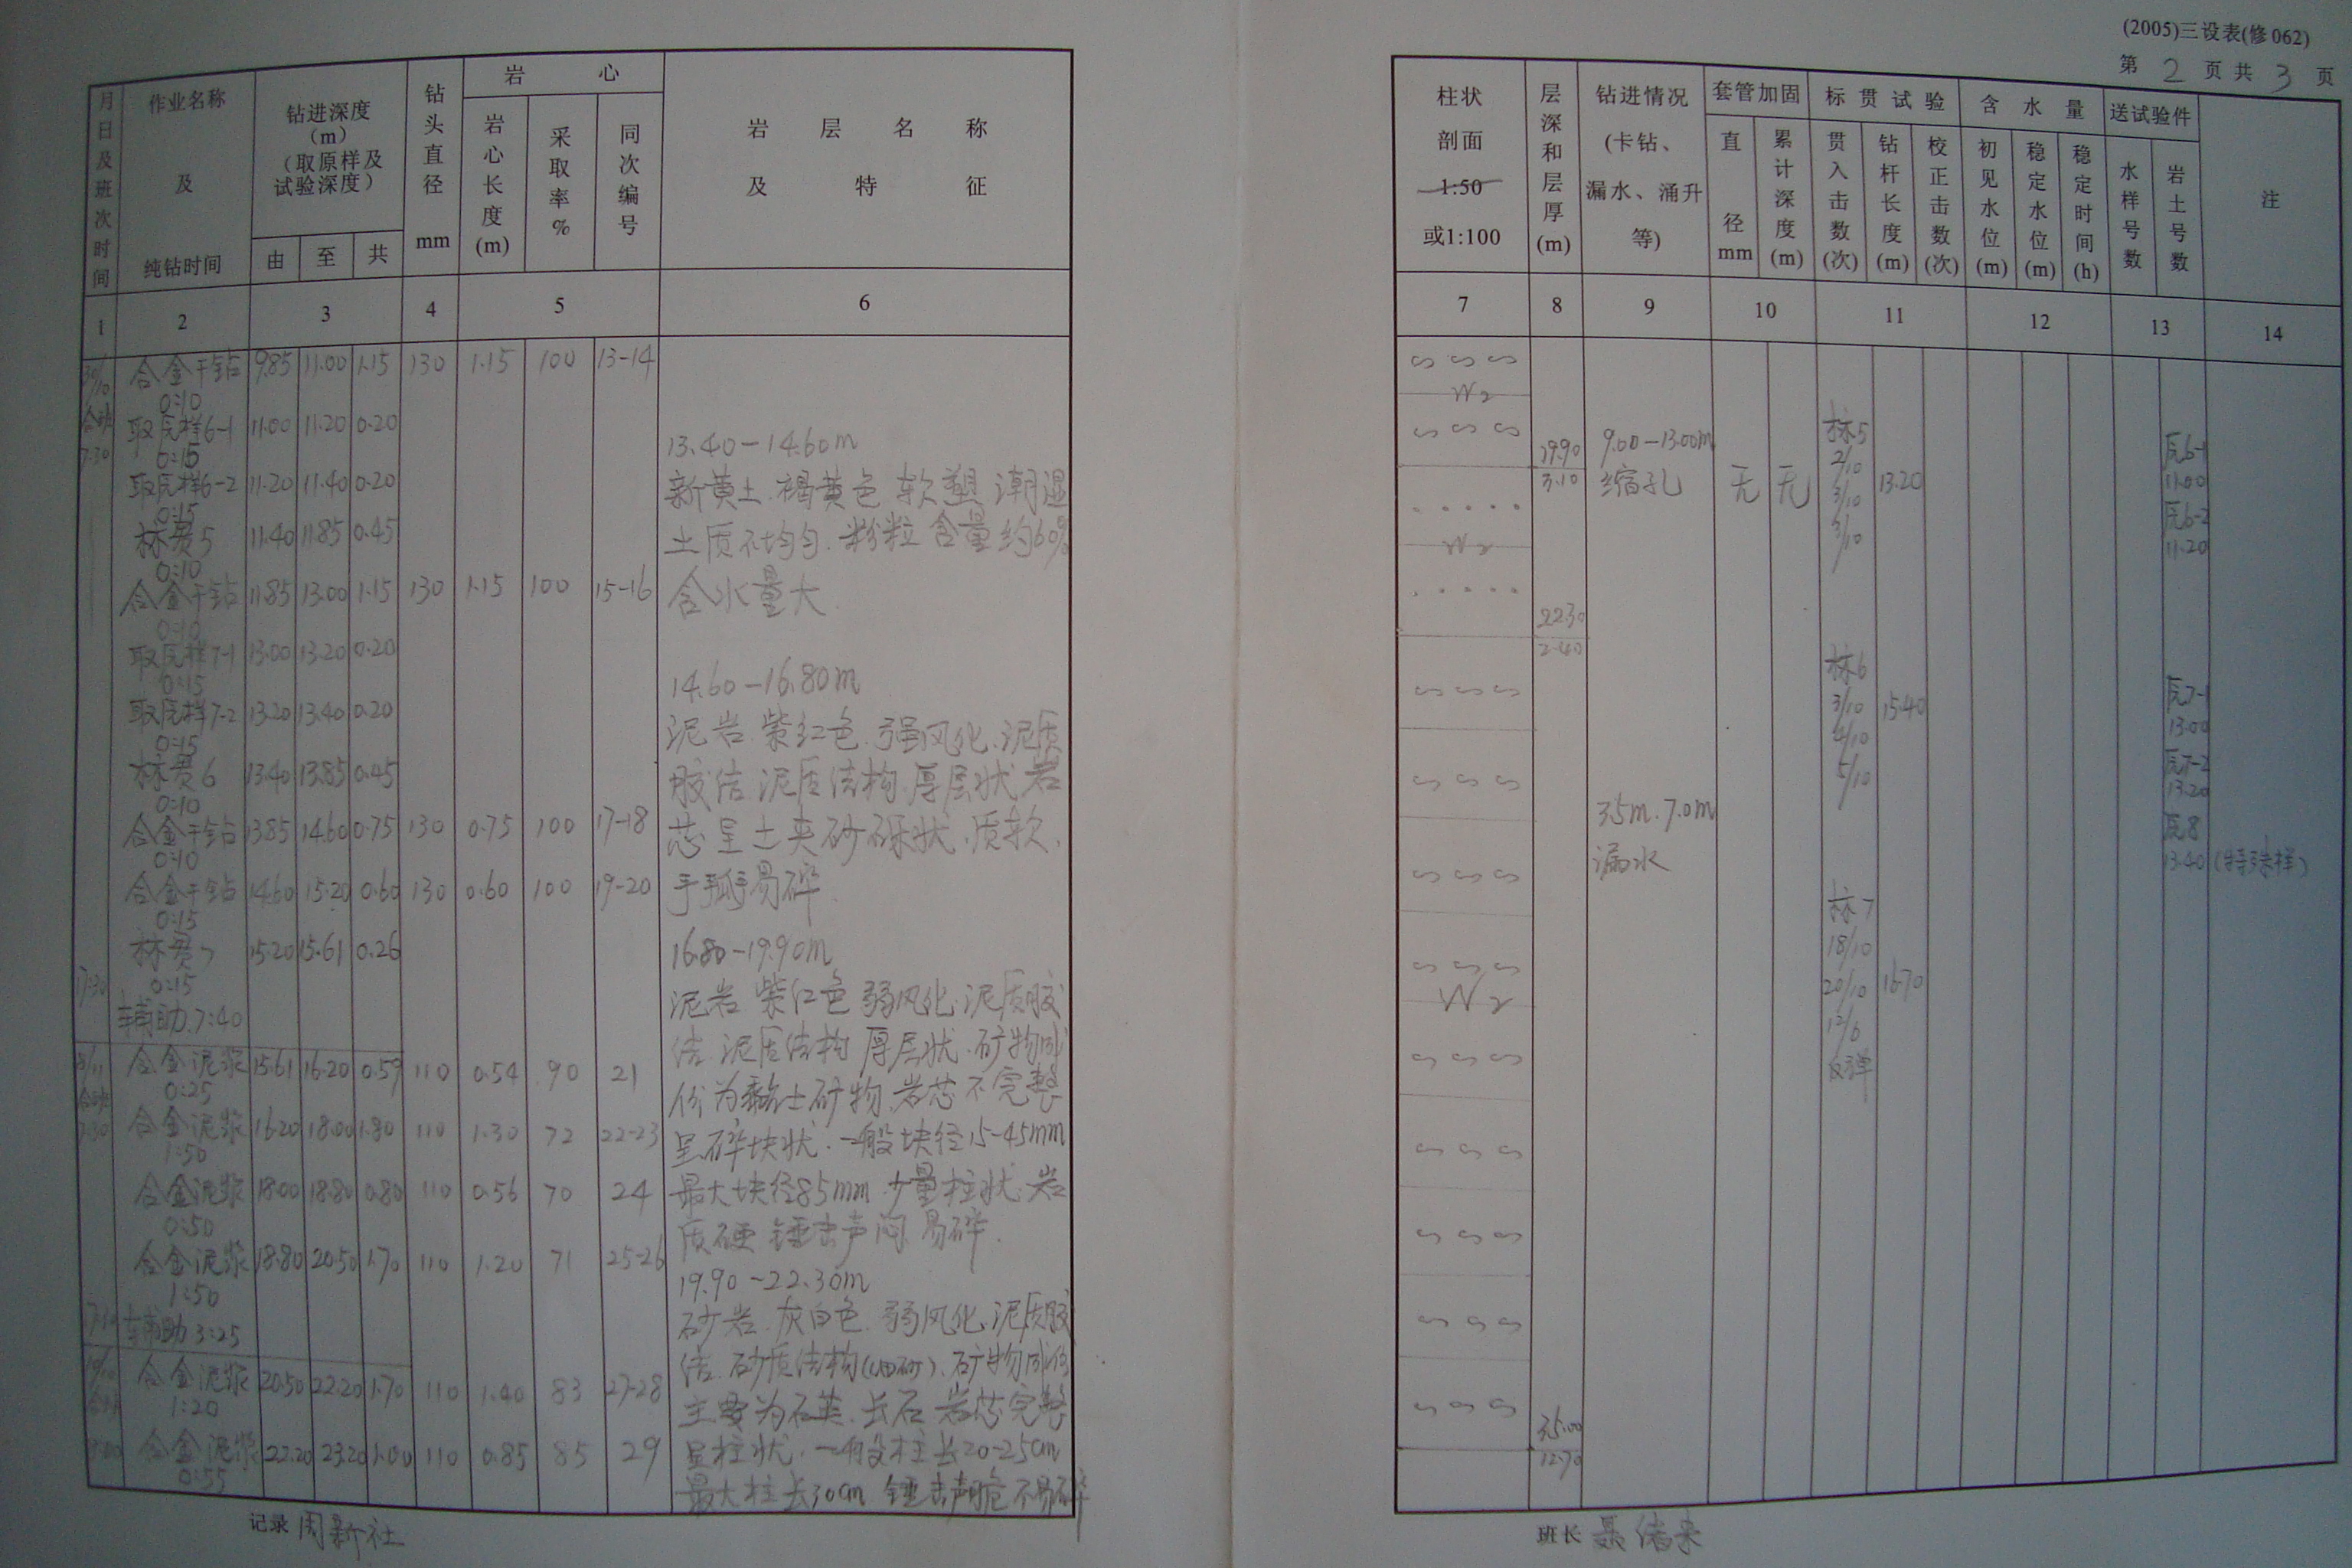 (2005)三设表(修062)
第 2 页 共 3 页
月日及班次时间
作业名称
及
纯钻时间
钻进深度
(m)
(取原样及
试验深度)
由 至 共
钻头直径 mm
岩 心
岩心长度(m)
采取率%
同次编号
岩 层 名 称
及 特 征
1 2 3 4 5 6
30/10 合金干钻 9.85 11.00 1.15 130 1.15 100 13-14
0:10
取原样6-1 11.00 11.20 0.20
7:30 0:15
取原样6-2 11.20 11.40 0.20
0:15
标贯5 11.40 11.85 0.45
0:10
合金干钻 11.85 13.00 1.15 130 1.15 100 15-16
0:10
取原样7-1 13.00 13.20 0.20
0:15
取原样7-2 13.20 13.40 0.20
0:15
标贯6 13.40 13.85 0.45
0:10
合金干钻 13.85 14.60 0.75 130 0.75 100 17-18
0:10
合金干钻 14.60 15.20 0.60 130 0.60 100 19-20
0:15
标贯7 15.20 15.61 0.26
17:30 0:15
辅助 7:40
合金泥浆 15.61 16.20 0.59 110 0.54 90 21
0:25
合金泥浆 16.20 18.00 1.80 110 1.30 72 22-23
7:30 1:50
合金泥浆 18.00 18.80 0.80 110 0.56 70 24
0:50
合金泥浆 18.80 20.50 1.70 110 1.20 71 25-26
1:50
辅助 3:25
合金泥浆 20.50 22.20 1.70 110 1.40 83 27-28
1:20
合金泥浆 22.20 23.20 1.00 110 0.85 85 29
0:55
13.40-14.60m
新黄土.褐黄色 软塑 潮湿
土质不均匀.粉粒含量约60%
含水量大
14.60-16.80m
泥岩.紫红色.强风化.泥质
胶结.泥质结构.厚层状.岩
芯呈土夹砂砾状.质软.
手掰易碎
16.80-19.90m
泥岩 紫红色 弱风化.泥质胶
结.泥质结构 厚层状.矿物成
份为黏土矿物.岩芯不完整
呈碎块状.一般块径15-45mm
最大块径85mm.少量柱状.岩
质硬 锤击声闷 易碎.
19.90-22.30m
砂岩.灰白色.弱风化.泥质胶
结.砂质结构(细砂).矿物成份
主要为石英.长石 岩芯完整
呈柱状.一般柱长20-25cm
最大柱长30cm 锤击声脆 不易碎
记录 周新社
柱状
剖面
1:50
或1:100
层深和层厚(m)
钻进情况
(卡钻、
漏水、涌升
等)
套管加固
直径mm
累计深度(m)
标贯试验
贯入击数(次)
钻杆长度(m)
校正击数(次)
含水量
初见水位(m)
稳定水位(m)
稳定时间(h)
送试验件
水样号数
岩土号数
注
7 8 9 10 11 12 13 14
W2
W2
W2
19.90
3.10
22.30
2.40
35.00
12.70
9.00-13.00m
缩孔
3.5m.7.0m
漏水
无 无
标5
2/10
3/10 13.20
3/10
标6
3/10 15.40
4/10
5/10
标7
18/10
20/10 16.70
12/6
反弹
原6-1
11.00
原6-2
11.20
原7-1
13.00
原7-2
13.20
原8
13.40 (特殊样)
班长